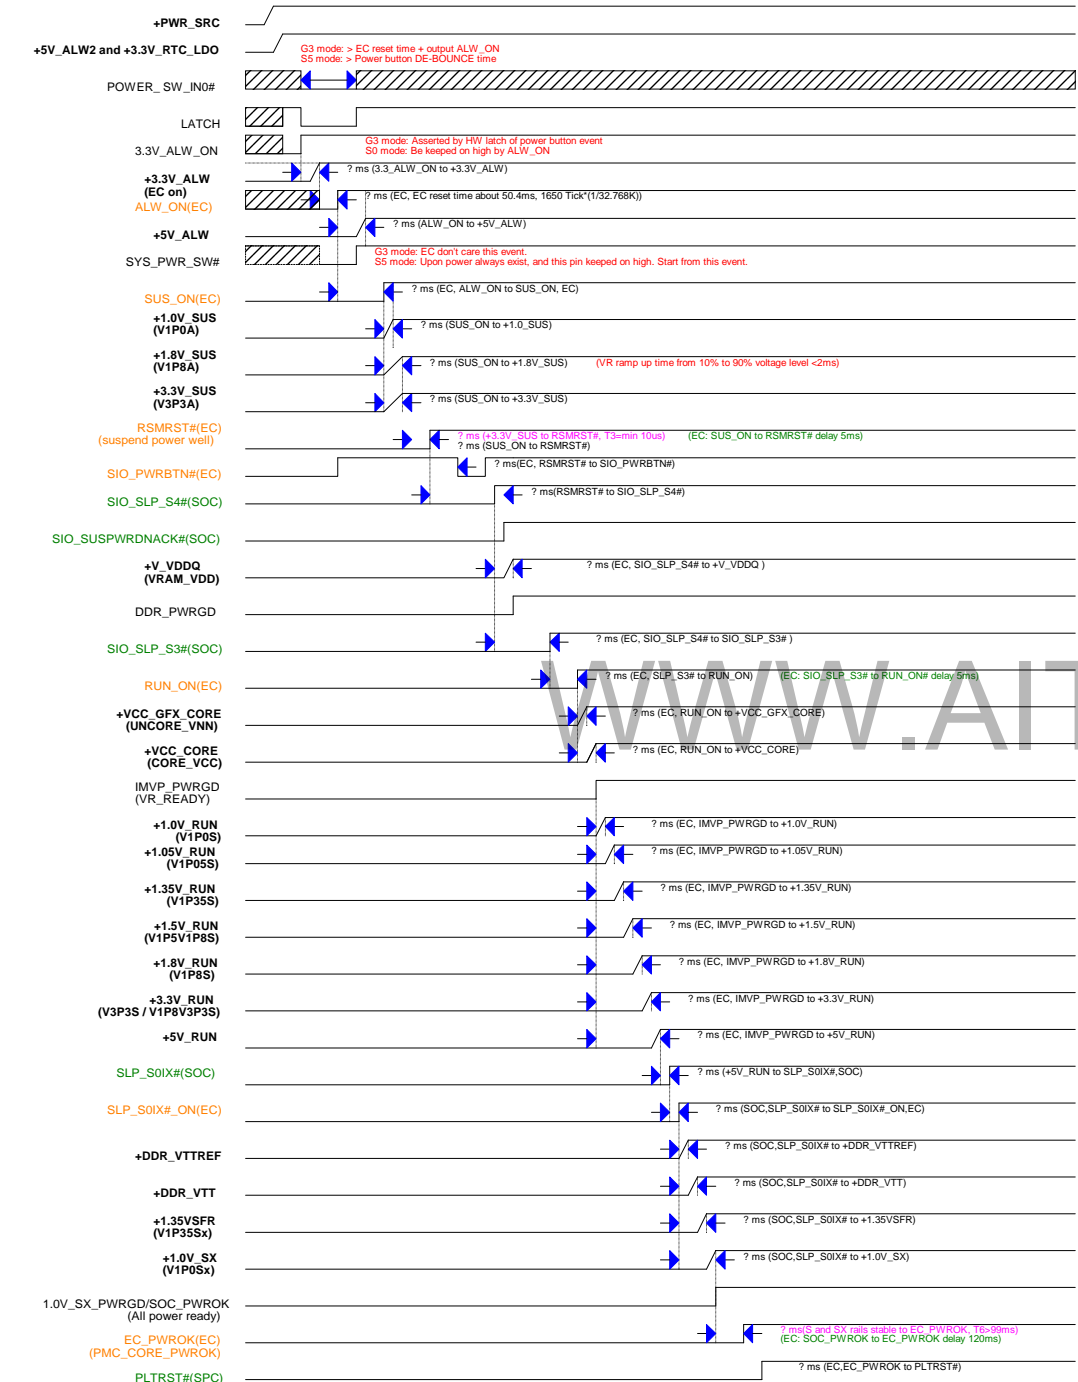 +PWR_SRC
+5V_ALW2 and +3.3V_RTC_LDO
G3 mode: > EC reset time + output ALW_ON
S5 mode: > Power button DE-BOUNCE time
POWER_ SW_IN0#
LATCH
3.3V_ALW_ON
G3 mode: Asserted by HW latch of power button event
S0 mode: Be keeped on high by ALW_ON
+3.3V_ALW
(EC on)
? ms (3.3_ALW_ON to +3.3V_ALW)
ALW_ON(EC)
? ms (EC, EC reset time about 50.4ms, 1650 Tick*(1/32.768K))
+5V_ALW
? ms (ALW_ON to +5V_ALW)
SYS_PWR_SW#
G3 mode: EC don't care this event.
S5 mode: Upon power always exist, and this pin keeped on high. Start from this event.
SUS_ON(EC)
? ms (EC, ALW_ON to SUS_ON, EC)
+1.0V_SUS
(V1P0A)
? ms (SUS_ON to +1.0_SUS)
+1.8V_SUS
(V1P8A)
? ms (SUS_ON to +1.8V_SUS) (VR ramp up time from 10% to 90% voltage level <2ms)
+3.3V_SUS
(V3P3A)
? ms (SUS_ON to +3.3V_SUS)
RSMRST#(EC)
(suspend power well)
? ms (+3.3V_SUS to RSMRST#, T3=min 10us) (EC: SUS_ON to RSMRST# delay 5ms)
? ms (SUS_ON to RSMRST#)
SIO_PWRBTN#(EC)
? ms(EC, RSMRST# to SIO_PWRBTN#)
SIO_SLP_S4#(SOC)
? ms(RSMRST# to SIO_SLP_S4#)
SIO_SUSPWRDNACK#(SOC)
+V_VDDQ
(VRAM_VDD)
? ms (EC, SIO_SLP_S4# to +V_VDDQ )
DDR_PWRGD
SIO_SLP_S3#(SOC)
? ms (EC, SIO_SLP_S4# to SIO_SLP_S3# )
WWW.AIT
RUN_ON(EC)
? ms (EC, SLP_S3# to RUN_ON) (EC: SIO_SLP_S3# to RUN_ON# delay 5ms)
+VCC_GFX_CORE
(UNCORE_VNN)
? ms (EC, RUN_ON to +VCC_GFX_CORE)
+VCC_CORE
(CORE_VCC)
? ms (EC, RUN_ON to +VCC_CORE)
IMVP_PWRGD
(VR_READY)
+1.0V_RUN
(V1P0S)
? ms (EC, IMVP_PWRGD to +1.0V_RUN)
+1.05V_RUN
(V1P05S)
? ms (EC, IMVP_PWRGD to +1.05V_RUN)
+1.35V_RUN
(V1P35S)
? ms (EC, IMVP_PWRGD to +1.35V_RUN)
+1.5V_RUN
(V1P5V1P8S)
? ms (EC, IMVP_PWRGD to +1.5V_RUN)
+1.8V_RUN
(V1P8S)
? ms (EC, IMVP_PWRGD to +1.8V_RUN)
+3.3V_RUN
(V3P3S / V1P8V3P3S)
? ms (EC, IMVP_PWRGD to +3.3V_RUN)
+5V_RUN
? ms (EC, IMVP_PWRGD to +5V_RUN)
SLP_S0IX#(SOC)
? ms (+5V_RUN to SLP_S0IX#,SOC)
SLP_S0IX#_ON(EC)
? ms (SOC,SLP_S0IX# to SLP_S0IX#_ON,EC)
+DDR_VTTREF
? ms (SOC,SLP_S0IX# to +DDR_VTTREF)
+DDR_VTT
? ms (SOC,SLP_S0IX# to +DDR_VTT)
+1.35VSFR
(V1P35Sx)
? ms (SOC,SLP_S0IX# to +1.35VSFR)
+1.0V_SX
(V1P0Sx)
? ms (SOC,SLP_S0IX# to +1.0V_SX)
1.0V_SX_PWRGD/SOC_PWROK
(All power ready)
EC_PWROK(EC)
(PMC_CORE_PWROK)
? ms(S and SX rails stable to EC_PWROK, T6>99ms)
(EC: SOC_PWROK to EC_PWROK delay 120ms)
PLTRST#(SPC)
? ms (EC,EC_PWROK to PLTRST#)